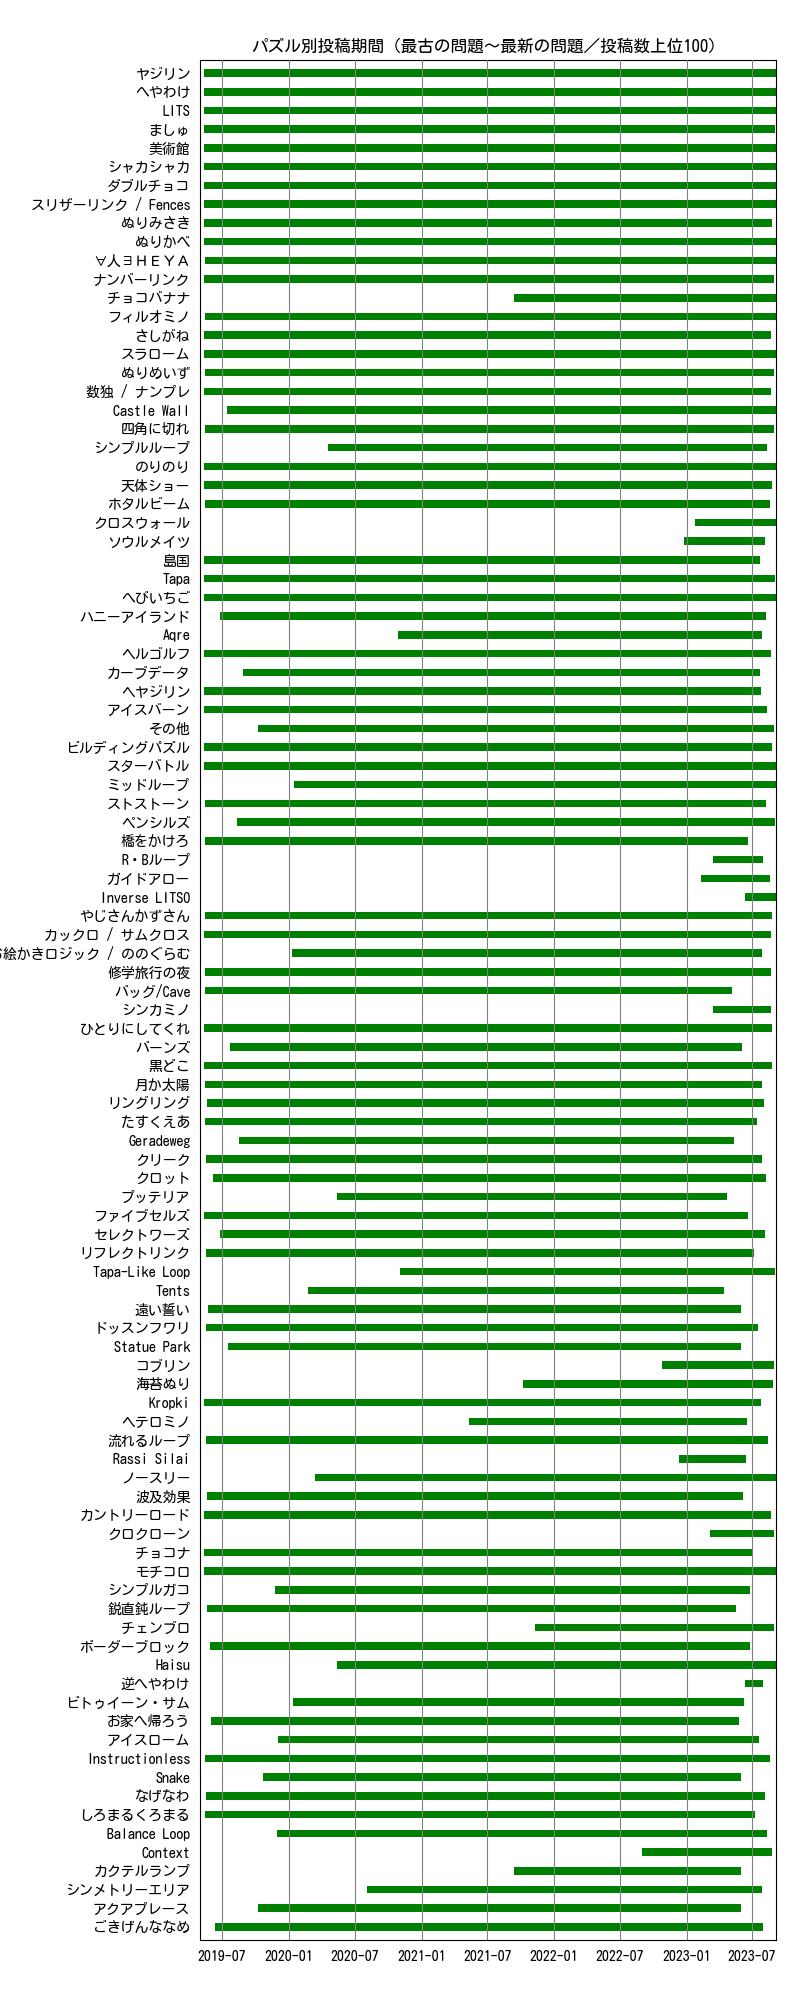 パズル別投稿期間（最古の問題～最新の問題／投稿数上位100）
ヤジリン
へやわけ
LITS
ましゅ
美術館
シャカシャカ
ダブルチョコ
スリザーリンク / Fences
ぬりみさき
ぬりかべ
∀人∃ＨＥＹＡ
ナンバーリンク
チョコバナナ
フィルオミノ
さしがね
スラローム
ぬりめいず
数独 / ナンプレ
Castle Wall
四角に切れ
シンプルループ
のりのり
天体ショー
ホタルビーム
クロスウォール
ソウルメイツ
島国
Tapa
へびいちご
ハニーアイランド
Aqre
ヘルゴルフ
カーブデータ
ヘヤジリン
アイスバーン
その他
ビルディングパズル
スターバトル
ミッドループ
ストストーン
ペンシルズ
橋をかけろ
R・Bループ
ガイドアロー
Inverse LITSO
やじさんかずさん
カックロ / サムクロス
絵かきロジック / ののぐらむ
修学旅行の夜
バッグ/Cave
シンカミノ
ひとりにしてくれ
バーンズ
黒どこ
月か太陽
リングリング
たすくえあ
Geradeweg
クリーク
クロット
ブッテリア
ファイブセルズ
セレクトワーズ
リフレクトリンク
Tapa-Like Loop
Tents
遠い誓い
ドッスンフワリ
Statue Park
コブリン
海苔ぬり
Kropki
ヘテロミノ
流れるループ
Rassi Silai
ノースリー
波及効果
カントリーロード
クロクローン
チョコナ
モチコロ
シンプルガコ
鋭直鈍ループ
チェンブロ
ボーダーブロック
Haisu
逆へやわけ
ビトゥイーン・サム
お家へ帰ろう
アイスローム
Instructionless
Snake
なげなわ
しろまるくろまる
Balance Loop
Context
カクテルランプ
シンメトリーエリア
アクアプレース
ごきげんななめ
2019-07 2020-01 2020-07 2021-01 2021-07 2022-01 2022-07 2023-01 2023-07